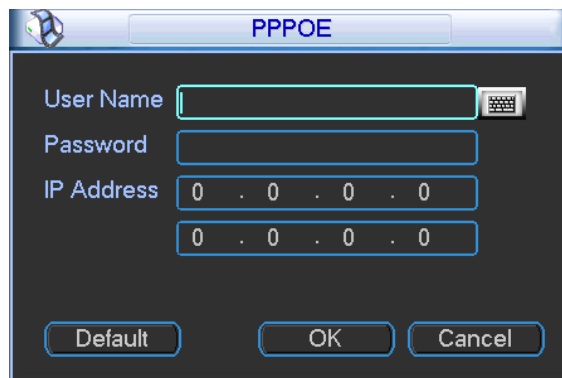 PPPOE
User Name
Password
IP Address 0 . 0 . 0 . 0
0 . 0 . 0 . 0
Default OK Cancel